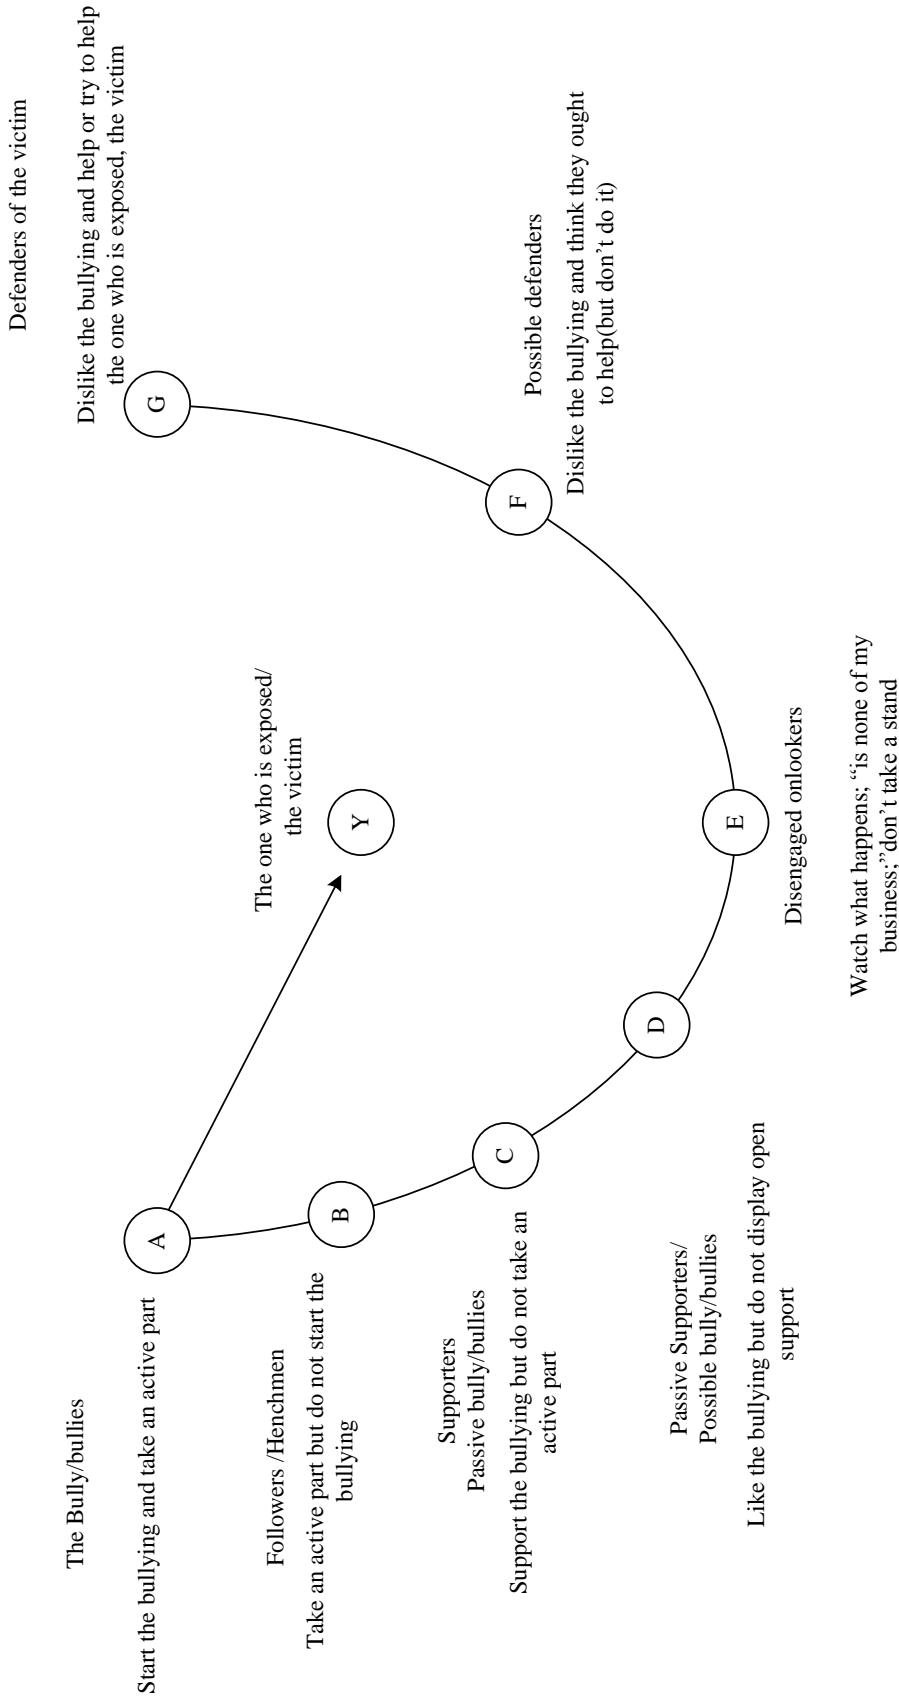 The Bully/bullies
Start the bullying and take an active part
A
Followers /Henchmen
Take an active part but do not start the
bullying
B
Supporters
Passive bully/bullies
Support the bullying but do not take an
active part
C
Passive Supporters/
Possible bully/bullies
Like the bullying but do not display open
support
D
The one who is exposed/
the victim
Y
Disengaged onlookers
E
Watch what happens; “is none of my
business;”don’t take a stand
Possible defenders
F
Dislike the bullying and think they ought
to help(but don’t do it)
Defenders of the victim
Dislike the bullying and help or try to help
the one who is exposed, the victim
G